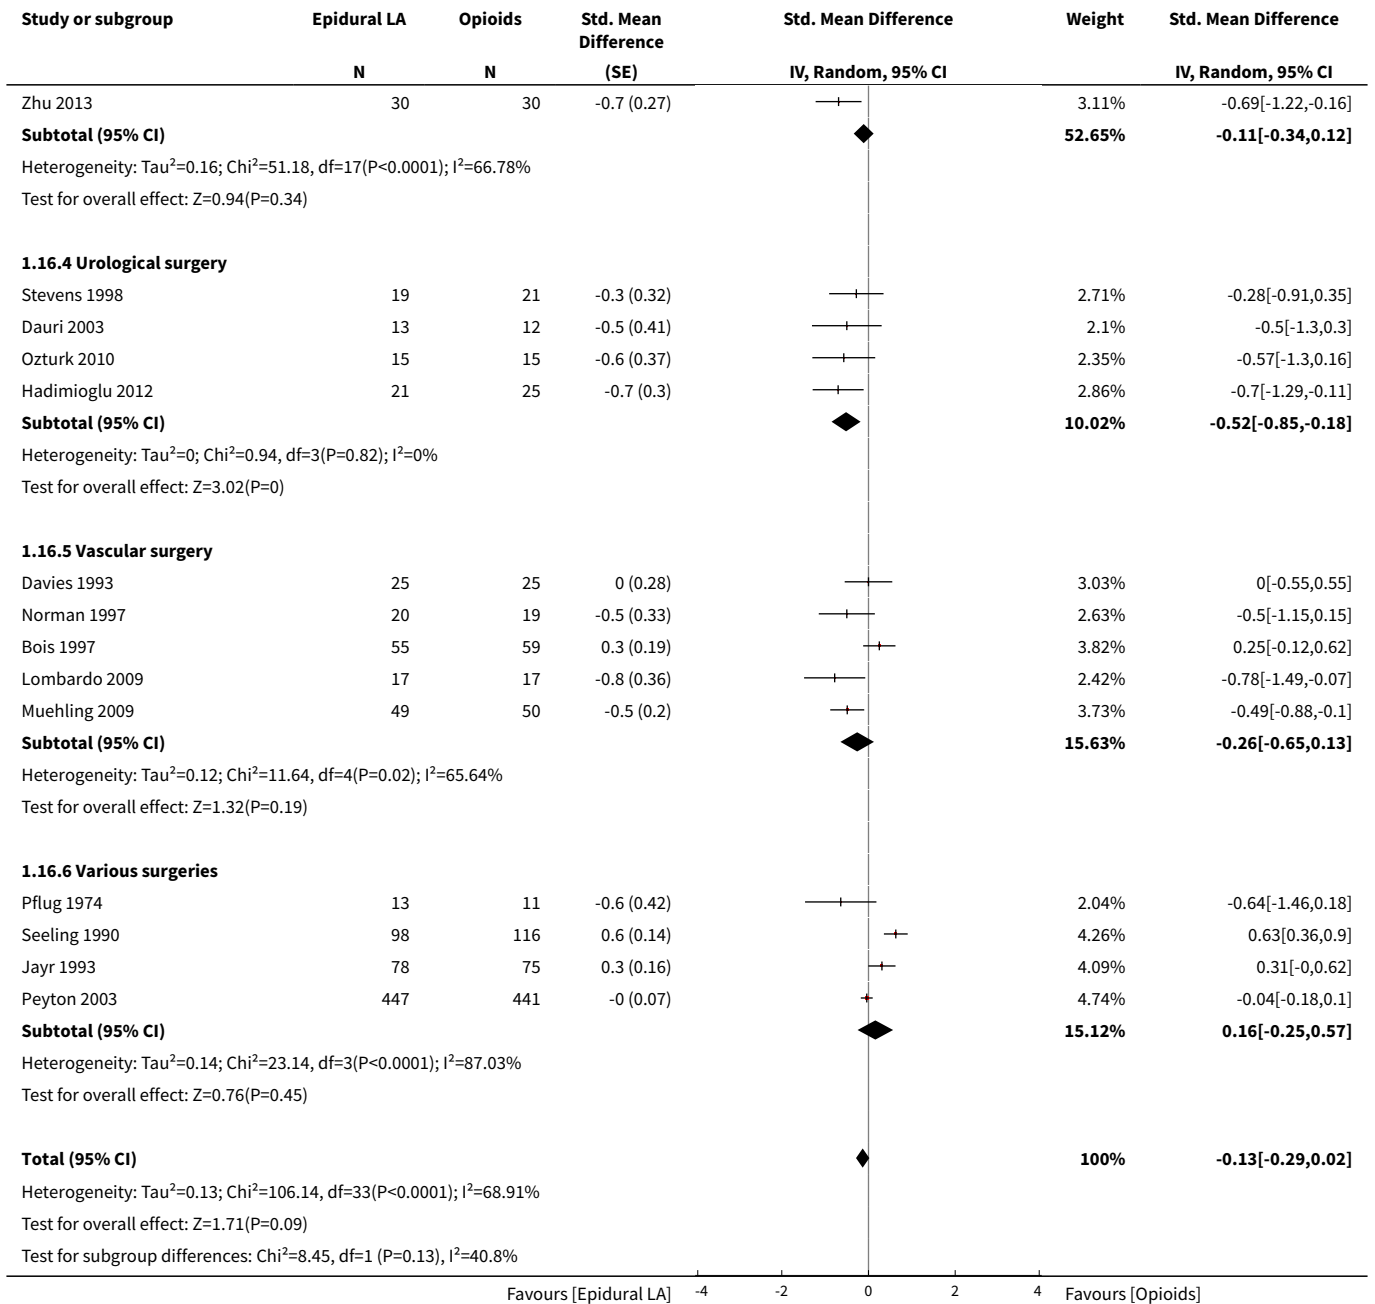 Study or subgroup Epidural LA Opioids Std. Mean Difference Std. Mean Difference Weight Std. Mean Difference
N N (SE) IV, Random, 95% CI IV, Random, 95% CI
Zhu 2013 30 30 -0.7 (0.27) 3.11% -0.69[-1.22,-0.16]
Subtotal (95% CI) 52.65% -0.11[-0.34,0.12]
Heterogeneity: Tau²=0.16; Chi²=51.18, df=17(P<0.0001); I²=66.78%
Test for overall effect: Z=0.94(P=0.34)
1.16.4 Urological surgery
Stevens 1998 19 21 -0.3 (0.32) 2.71% -0.28[-0.91,0.35]
Dauri 2003 13 12 -0.5 (0.41) 2.1% -0.5[-1.3,0.3]
Ozturk 2010 15 15 -0.6 (0.37) 2.35% -0.57[-1.3,0.16]
Hadimioglu 2012 21 25 -0.7 (0.3) 2.86% -0.7[-1.29,-0.11]
Subtotal (95% CI) 10.02% -0.52[-0.85,-0.18]
Heterogeneity: Tau²=0; Chi²=0.94, df=3(P=0.82); I²=0%
Test for overall effect: Z=3.02(P=0)
1.16.5 Vascular surgery
Davies 1993 25 25 0 (0.28) 3.03% 0[-0.55,0.55]
Norman 1997 20 19 -0.5 (0.33) 2.63% -0.5[-1.15,0.15]
Bois 1997 55 59 0.3 (0.19) 3.82% 0.25[-0.12,0.62]
Lombardo 2009 17 17 -0.8 (0.36) 2.42% -0.78[-1.49,-0.07]
Muehling 2009 49 50 -0.5 (0.2) 3.73% -0.49[-0.88,-0.1]
Subtotal (95% CI) 15.63% -0.26[-0.65,0.13]
Heterogeneity: Tau²=0.12; Chi²=11.64, df=4(P=0.02); I²=65.64%
Test for overall effect: Z=1.32(P=0.19)
1.16.6 Various surgeries
Pflug 1974 13 11 -0.6 (0.42) 2.04% -0.64[-1.46,0.18]
Seeling 1990 98 116 0.6 (0.14) 4.26% 0.63[0.36,0.9]
Jayr 1993 78 75 0.3 (0.16) 4.09% 0.31[-0,0.62]
Peyton 2003 447 441 -0 (0.07) 4.74% -0.04[-0.18,0.1]
Subtotal (95% CI) 15.12% 0.16[-0.25,0.57]
Heterogeneity: Tau²=0.14; Chi²=23.14, df=3(P<0.0001); I²=87.03%
Test for overall effect: Z=0.76(P=0.45)
Total (95% CI) 100% -0.13[-0.29,0.02]
Heterogeneity: Tau²=0.13; Chi²=106.14, df=33(P<0.0001); I²=68.91%
Test for overall effect: Z=1.71(P=0.09)
Test for subgroup differences: Chi²=8.45, df=1 (P=0.13), I²=40.8%
Favours [Epidural LA] -4 -2 0 2 4 Favours [Opioids]